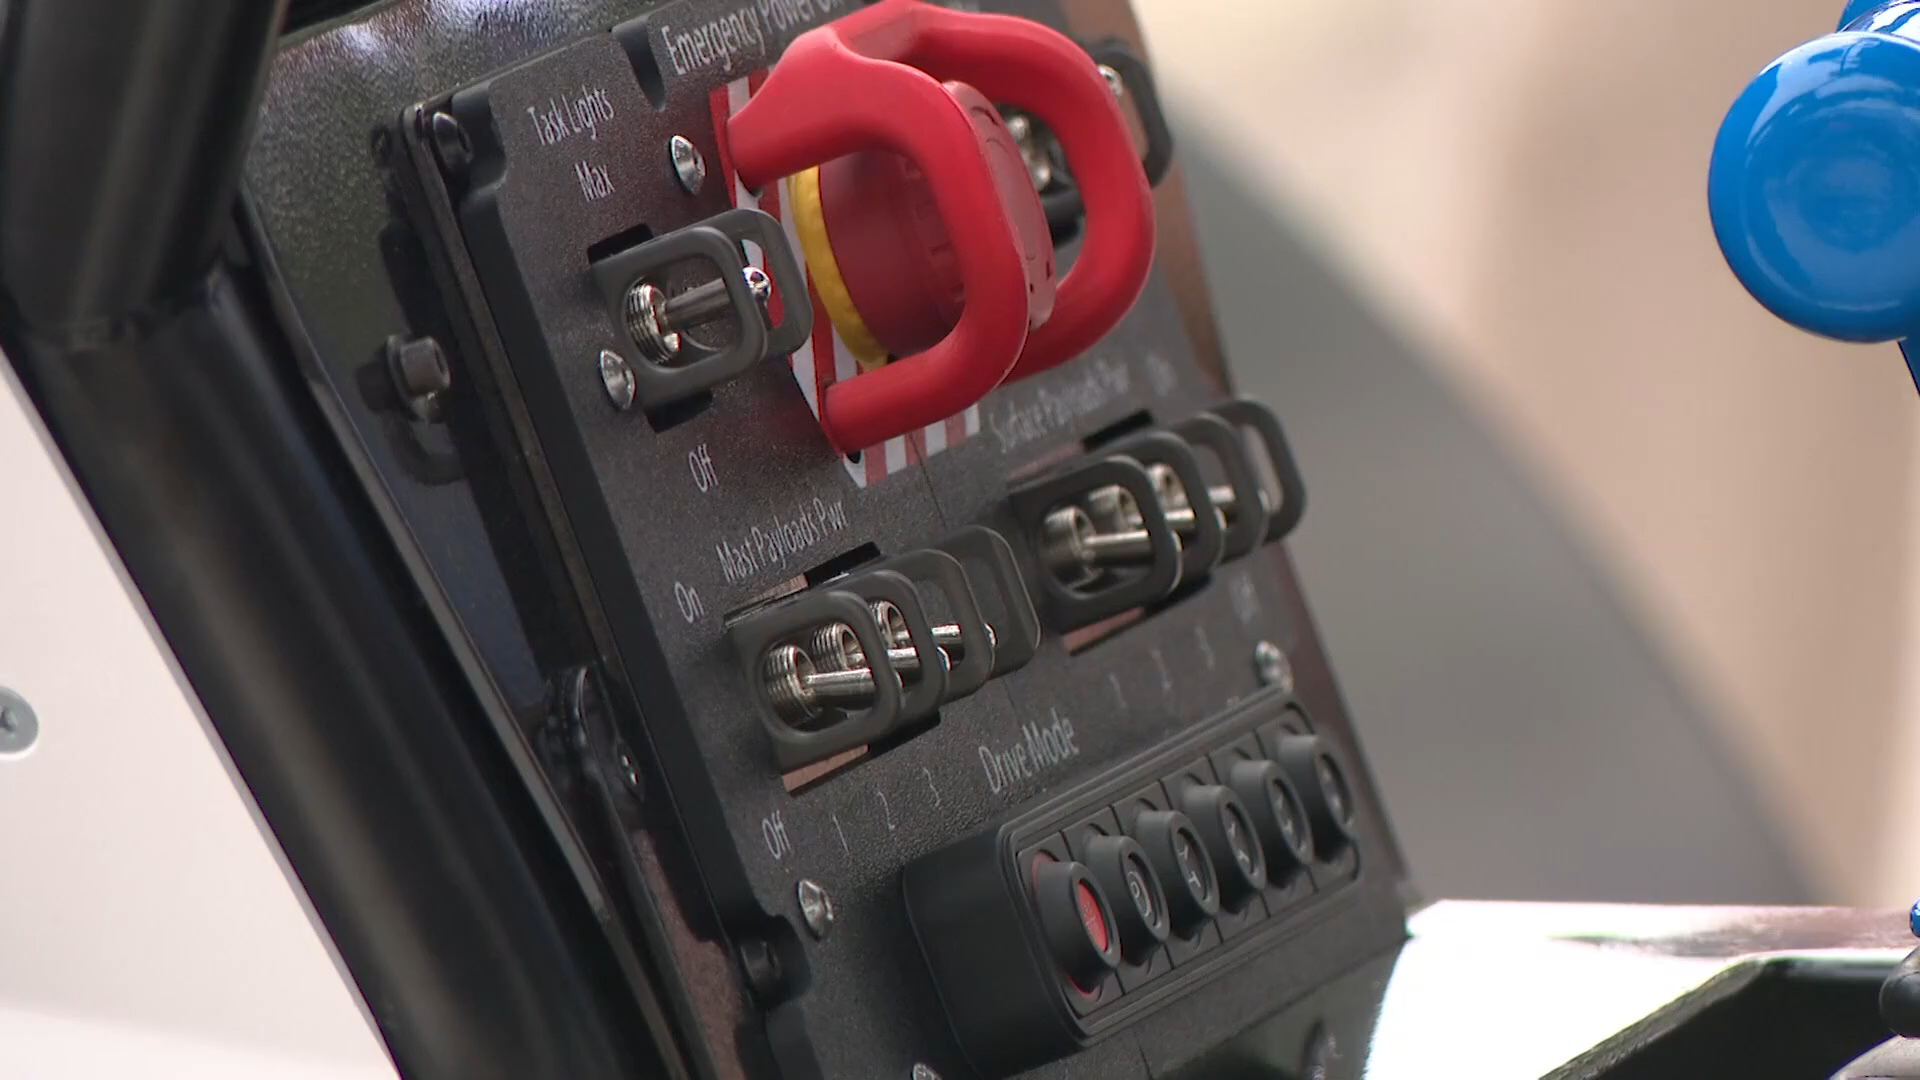 Emergency Power
Task Lights
Max
Off
Surface Payloads Pwr
Mast Payloads Pwr
On
Off
1 2 3
1 2 3
Drive Mode